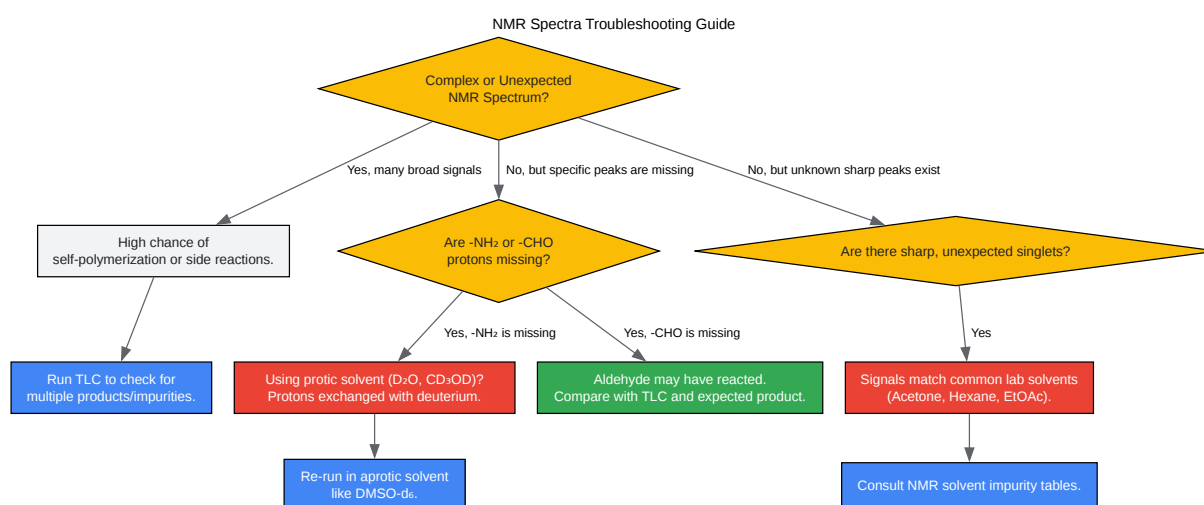 NMR Spectra Troubleshooting Guide
Complex or Unexpected
NMR Spectrum?
Yes, many broad signals
No, but specific peaks are missing
No, but unknown sharp peaks exist
High chance of
self-polymerization or side reactions.
Are -NH₂ or -CHO
protons missing?
Are there sharp, unexpected singlets?
Yes, -NH₂ is missing
Yes, -CHO is missing
Yes
Run TLC to check for
multiple products/impurities.
Using protic solvent (D₂O, CD₃OD)?
Protons exchanged with deuterium.
Aldehyde may have reacted.
Compare with TLC and expected product.
Signals match common lab solvents
(Acetone, Hexane, EtOAc).
Re-run in aprotic solvent
like DMSO-d₆.
Consult NMR solvent impurity tables.